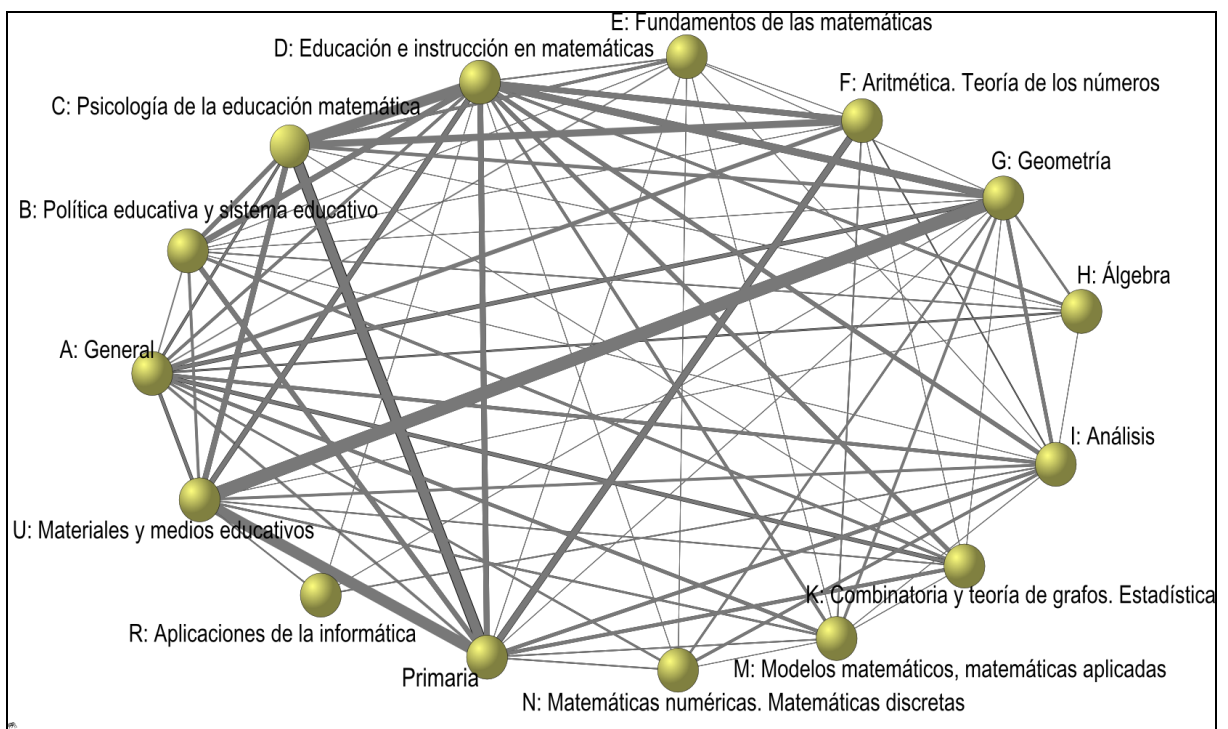 E: Fundamentos de las matemáticas
D: Educación e instrucción en matemáticas
F: Aritmética. Teoría de los números
C: Psicología de la educación matemática
G: Geometría
B: Política educativa y sistema educativo
H: Álgebra
A: General
I: Análisis
U: Materiales y medios educativos
K: Combinatoria y teoría de grafos. Estadística
R: Aplicaciones de la informática
M: Modelos matemáticos, matemáticas aplicadas
Primaria
N: Matemáticas numéricas. Matemáticas discretas